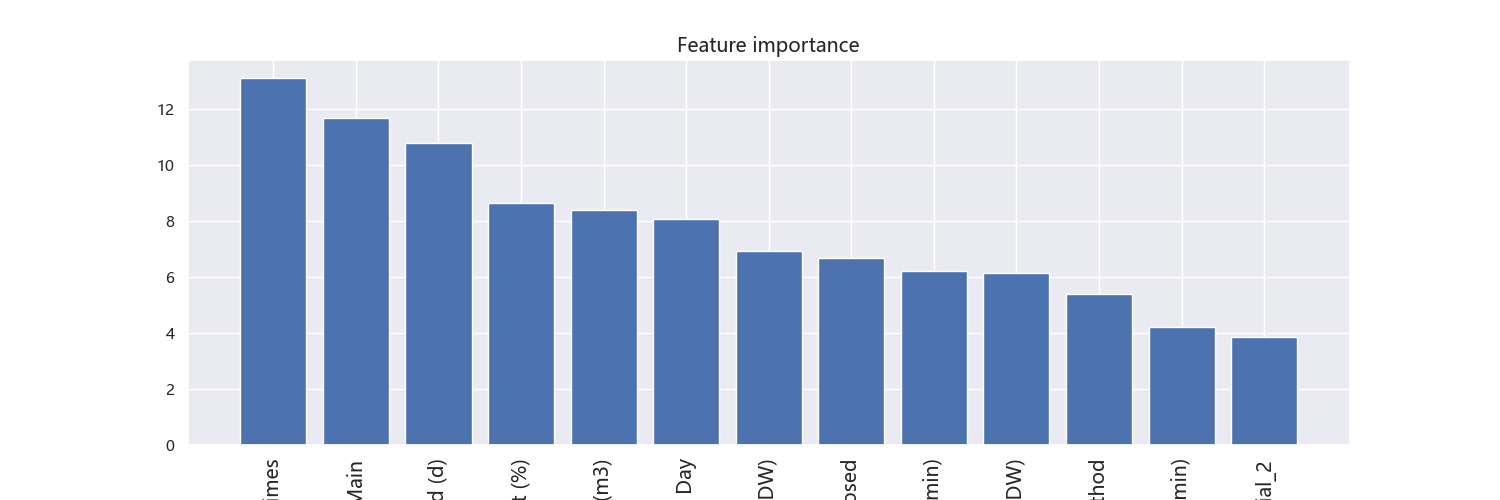 Feature importance
12
10
8
6
4
2
0
imes
Main
d (d)
t (%)
(m3)
Day
DW)
osed
min)
DW)
thod
min)
ial_2